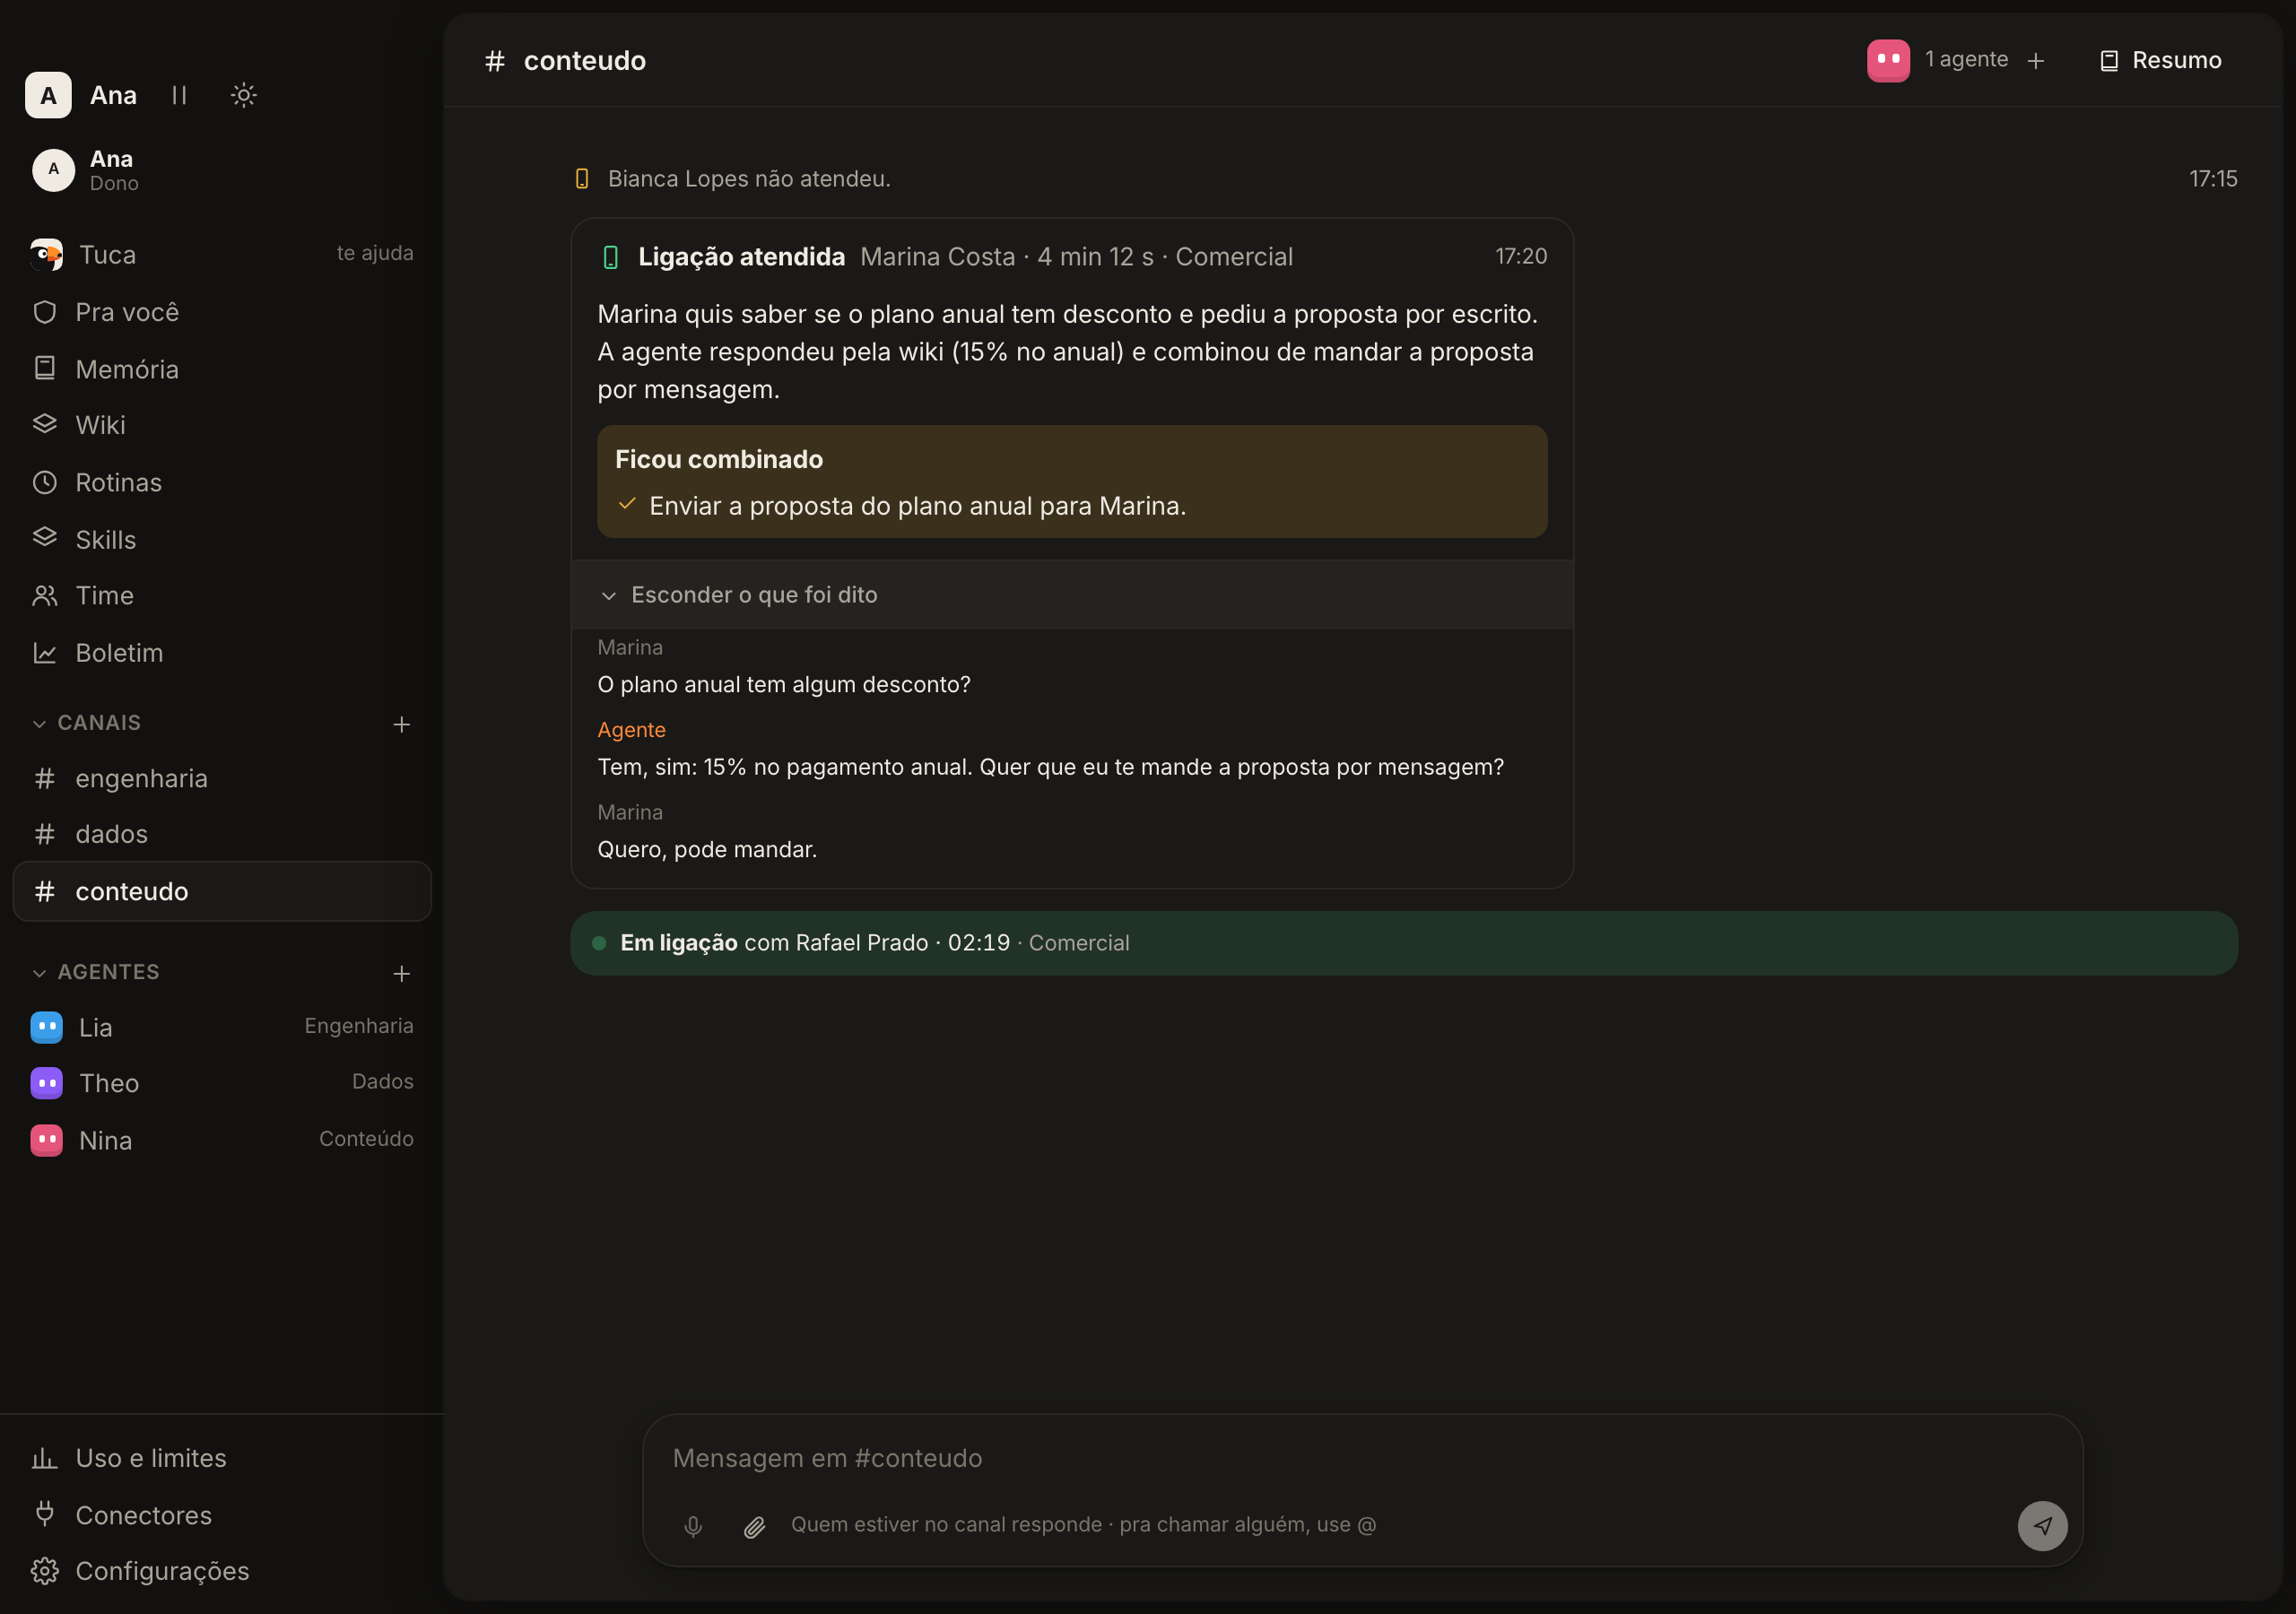 A Ana
A Ana
Dono
Tuca te ajuda
Pra você
Memória
Wiki
Rotinas
Skills
Time
Boletim
CANAIS
# engenharia
# dados
# conteudo
AGENTES
Lia Engenharia
Theo Dados
Nina Conteúdo
Uso e limites
Conectores
Configurações
# conteudo
1 agente
Resumo
Bianca Lopes não atendeu. 17:15
Ligação atendida Marina Costa · 4 min 12 s · Comercial 17:20
Marina quis saber se o plano anual tem desconto e pediu a proposta por escrito.
A agente respondeu pela wiki (15% no anual) e combinou de mandar a proposta
por mensagem.
Ficou combinado
Enviar a proposta do plano anual para Marina.
Esconder o que foi dito
Marina
O plano anual tem algum desconto?
Agente
Tem, sim: 15% no pagamento anual. Quer que eu te mande a proposta por mensagem?
Marina
Quero, pode mandar.
Em ligação com Rafael Prado · 02:19 · Comercial
Mensagem em #conteudo
Quem estiver no canal responde · pra chamar alguém, use @